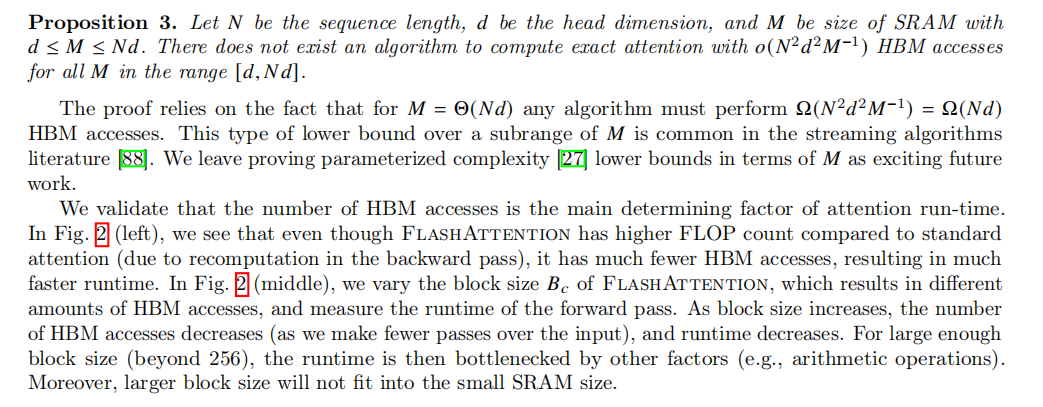 Proposition 3. Let N be the sequence length, d be the head dimension, and M be size of SRAM with
d ≤ M ≤ Nd. There does not exist an algorithm to compute exact attention with o(N²d²M⁻¹) HBM accesses
for all M in the range [d, Nd].
The proof relies on the fact that for M = Θ(Nd) any algorithm must perform Ω(N²d²M⁻¹) = Ω(Nd)
HBM accesses. This type of lower bound over a subrange of M is common in the streaming algorithms
literature [88]. We leave proving parameterized complexity [27] lower bounds in terms of M as exciting future
work.
We validate that the number of HBM accesses is the main determining factor of attention run-time.
In Fig. 2 (left), we see that even though FlashAttention has higher FLOP count compared to standard
attention (due to recomputation in the backward pass), it has much fewer HBM accesses, resulting in much
faster runtime. In Fig. 2 (middle), we vary the block size B_c of FlashAttention, which results in different
amounts of HBM accesses, and measure the runtime of the forward pass. As block size increases, the number
of HBM accesses decreases (as we make fewer passes over the input), and runtime decreases. For large enough
block size (beyond 256), the runtime is then bottlenecked by other factors (e.g., arithmetic operations).
Moreover, larger block size will not fit into the small SRAM size.